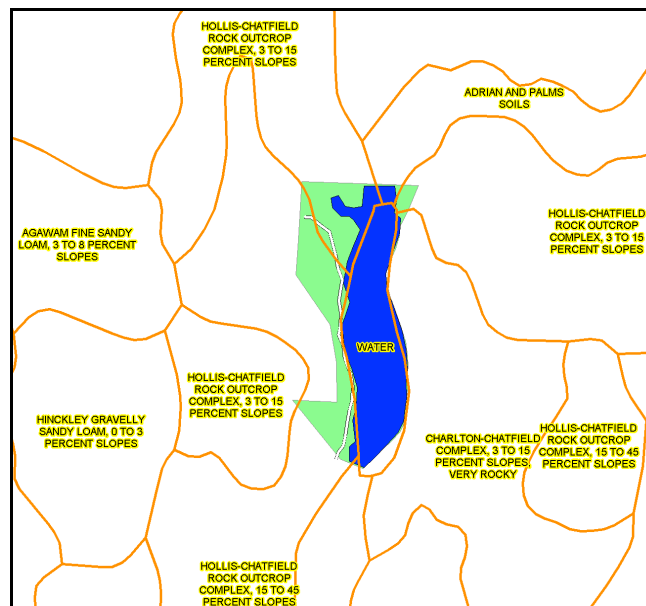 HOLLIS-CHATFIELD
ROCK OUTCROP
COMPLEX, 3 TO 15
PERCENT SLOPES
ADRIAN AND PALMS
SOILS
AGAWAM FINE SANDY
LOAM, 3 TO 8 PERCENT
SLOPES
HOLLIS-CHATFIELD
ROCK OUTCROP
COMPLEX, 3 TO 15
PERCENT SLOPES
WATER
HOLLIS-CHATFIELD
ROCK OUTCROP
COMPLEX, 3 TO 15
PERCENT SLOPES
HINCKLEY GRAVELLY
SANDY LOAM, 0 TO 3
PERCENT SLOPES
CHARLTON-CHATFIELD
COMPLEX, 3 TO 15
PERCENT SLOPES,
VERY ROCKY
HOLLIS-CHATFIELD
ROCK OUTCROP
COMPLEX, 15 TO 45
PERCENT SLOPES
HOLLIS-CHATFIELD
ROCK OUTCROP
COMPLEX, 15 TO 45
PERCENT SLOPES